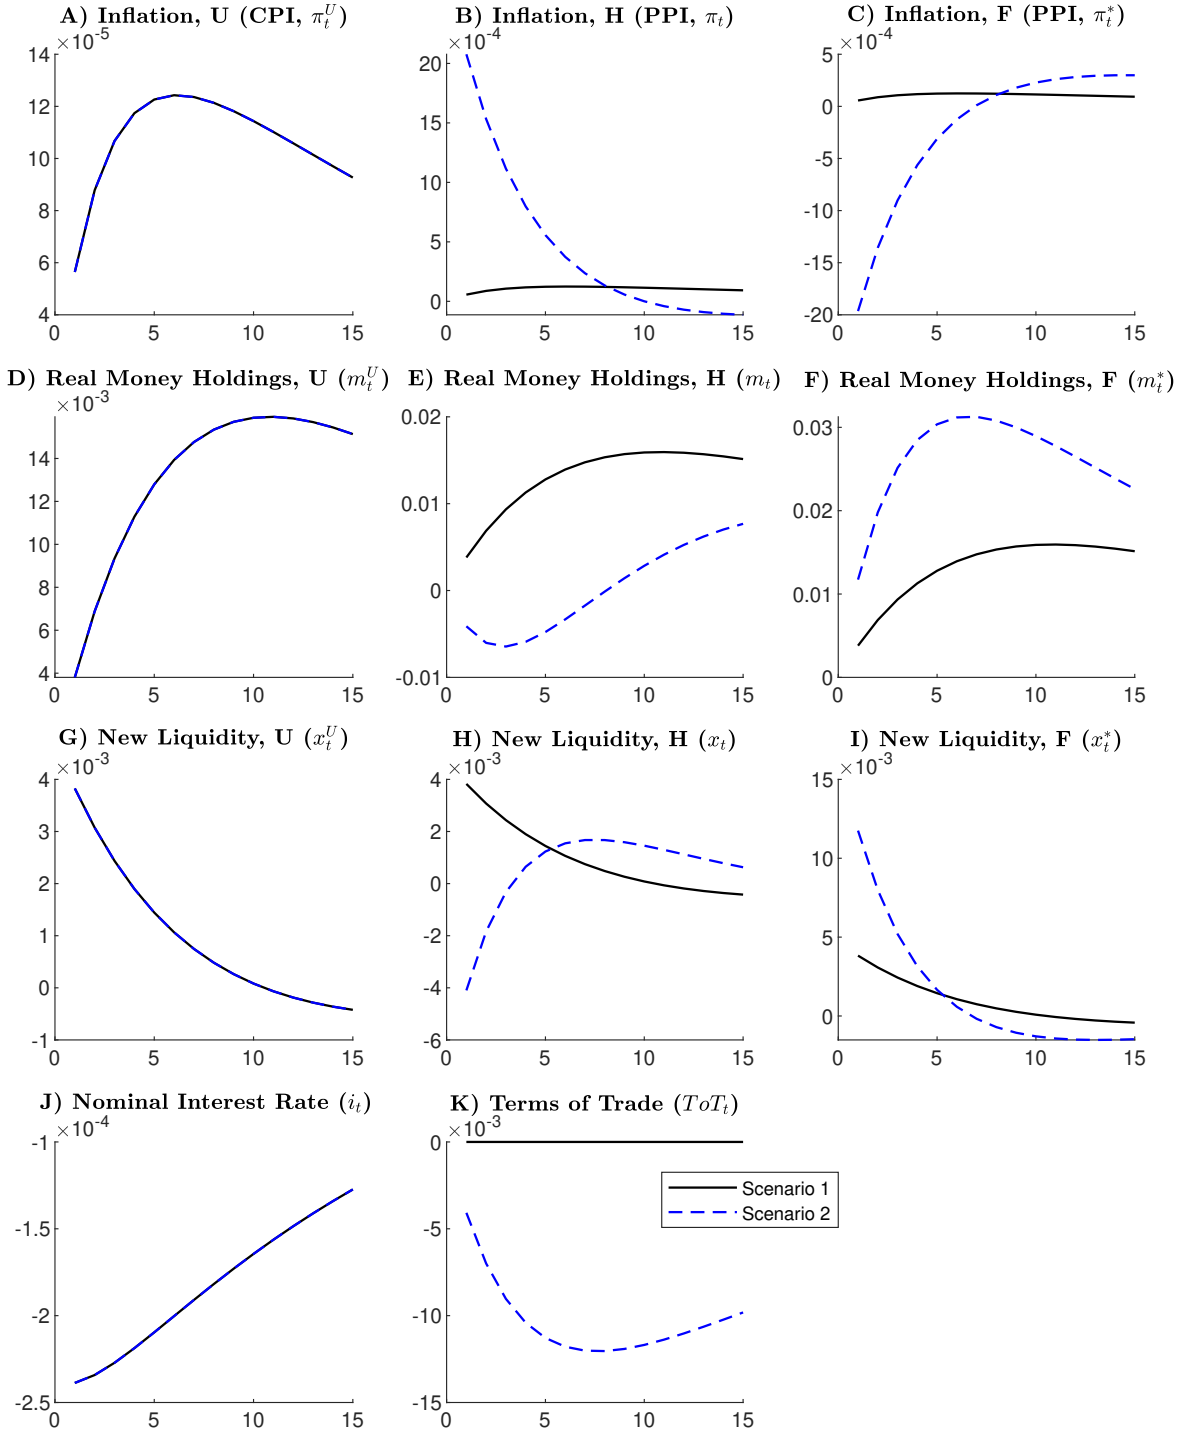 A) Inflation, U (CPI, π_t^U)
×10^-5
14
12
10
8
6
4
0 5 10 15
B) Inflation, H (PPI, π_t)
×10^-4
20
15
10
5
0
0 5 10 15
C) Inflation, F (PPI, π_t^*)
×10^-4
5
0
-5
-10
-15
-20
0 5 10 15
D) Real Money Holdings, U (m_t^U)
×10^-3
14
12
10
8
6
4
0 5 10 15
E) Real Money Holdings, H (m_t)
0.02
0.01
0
-0.01
0 5 10 15
F) Real Money Holdings, F (m_t^*)
0.03
0.02
0.01
0
0 5 10 15
G) New Liquidity, U (x_t^U)
×10^-3
4
3
2
1
0
-1
0 5 10 15
H) New Liquidity, H (x_t)
×10^-3
4
2
0
-2
-4
-6
0 5 10 15
I) New Liquidity, F (x_t^*)
×10^-3
15
10
5
0
0 5 10 15
J) Nominal Interest Rate (i_t)
×10^-4
-1
-1.5
-2
-2.5
0 5 10 15
K) Terms of Trade (ToT_t)
×10^-3
0
-5
-10
-15
0 5 10 15
Scenario 1
Scenario 2